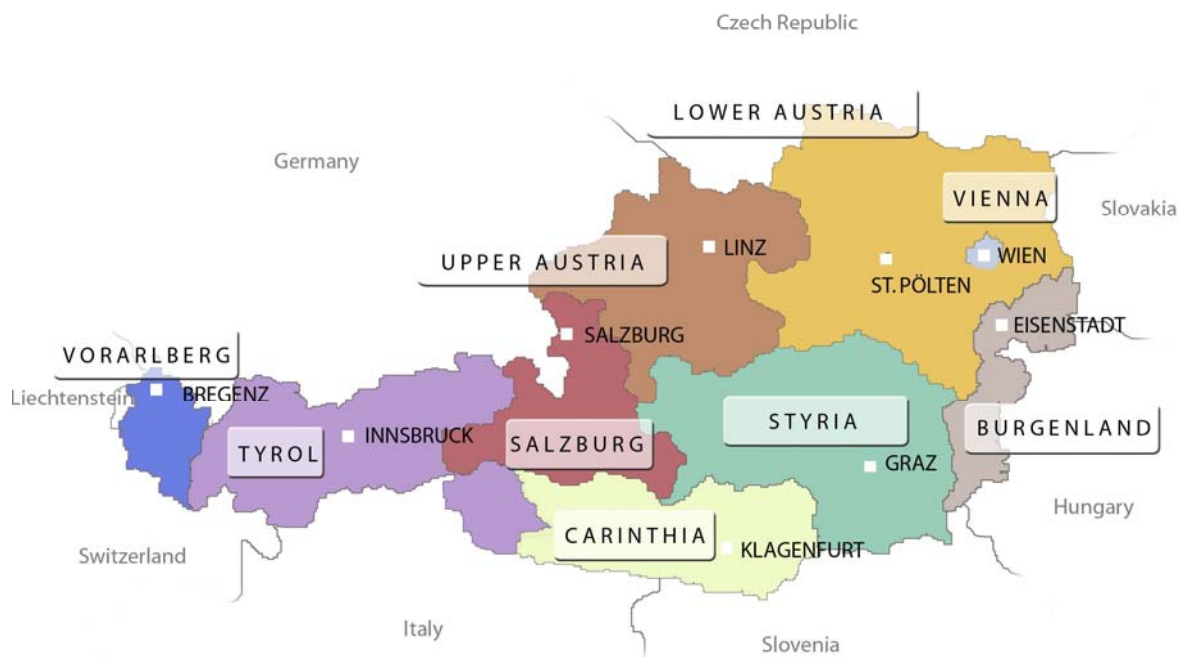 Czech Republic
LOWER AUSTRIA
Germany
VIENNA
Slovakia
LINZ
UPPER AUSTRIA
WIEN
ST. PÖLTEN
EISENSTADT
SALZBURG
VORARLBERG
BREGENZ
Liechtenstein
STYRIA
BURGENLAND
INNSBRUCK
SALZBURG
TYROL
GRAZ
Hungary
CARINTHIA
KLAGENFURT
Switzerland
Italy
Slovenia